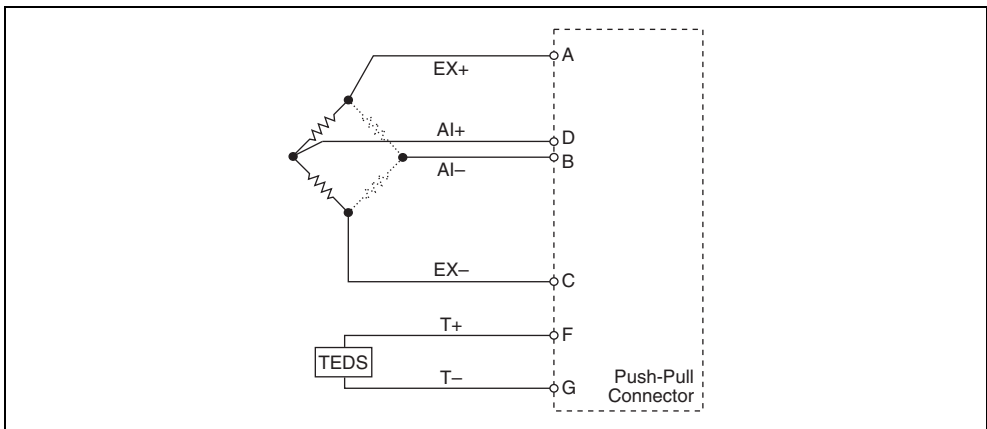 A
EX+
AI+
D
B
AI–
EX–
C
T+
F
TEDS
T–
G
Push-Pull
Connector